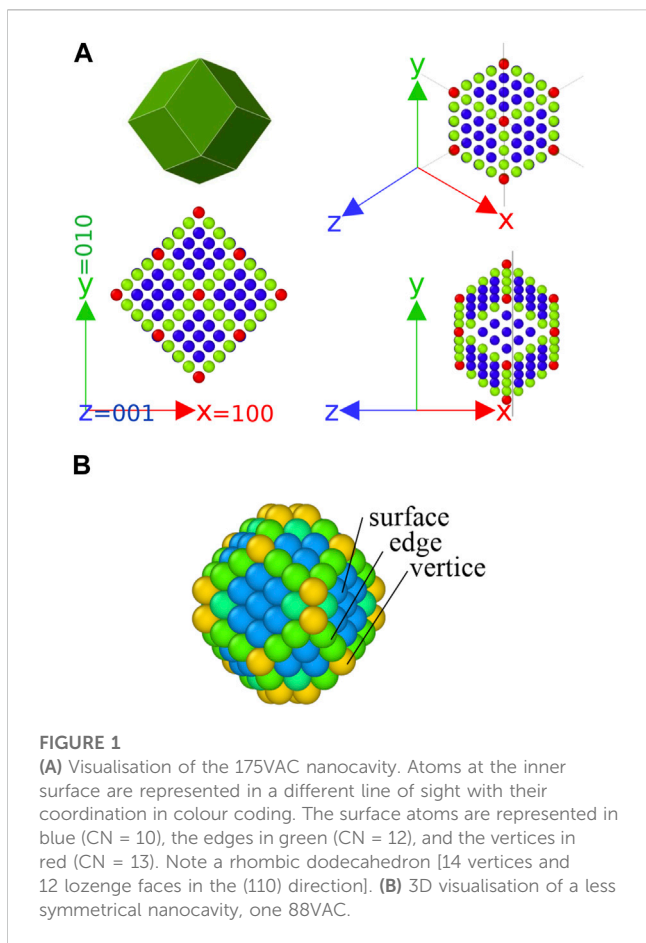 A
y
z
x
y=010
z=001
x=100
y
z
x
B
surface
edge
vertice
FIGURE 1
(A) Visualisation of the 175VAC nanocavity. Atoms at the inner
surface are represented in a different line of sight with their
coordination in colour coding. The surface atoms are represented in
blue (CN = 10), the edges in green (CN = 12), and the vertices in
red (CN = 13). Note a rhombic dodecahedron [14 vertices and
12 lozenge faces in the (110) direction]. (B) 3D visualisation of a less
symmetrical nanocavity, one 88VAC.